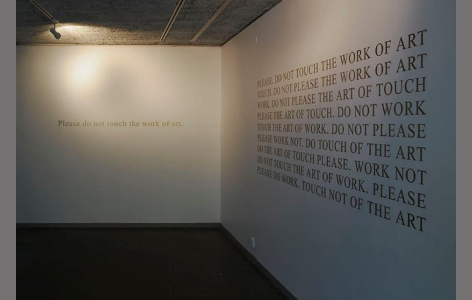 Please do not touch the work of art.
PLEASE. DO NOT TOUCH THE WORK OF ART
TOUCH. DO NOT PLEASE THE WORK OF ART
WORK. DO NOT PLEASE THE ART OF TOUCH
PLEASE THE ART OF TOUCH. DO NOT WORK
TOUCH THE ART OF WORK. DO NOT PLEASE
PLEASE WORK NOT. DO TOUCH OF THE ART
DO THE ART OF TOUCH PLEASE. WORK NOT
DO NOT TOUCH THE ART OF WORK. PLEASE
PLEASE DO WORK. TOUCH NOT OF THE ART